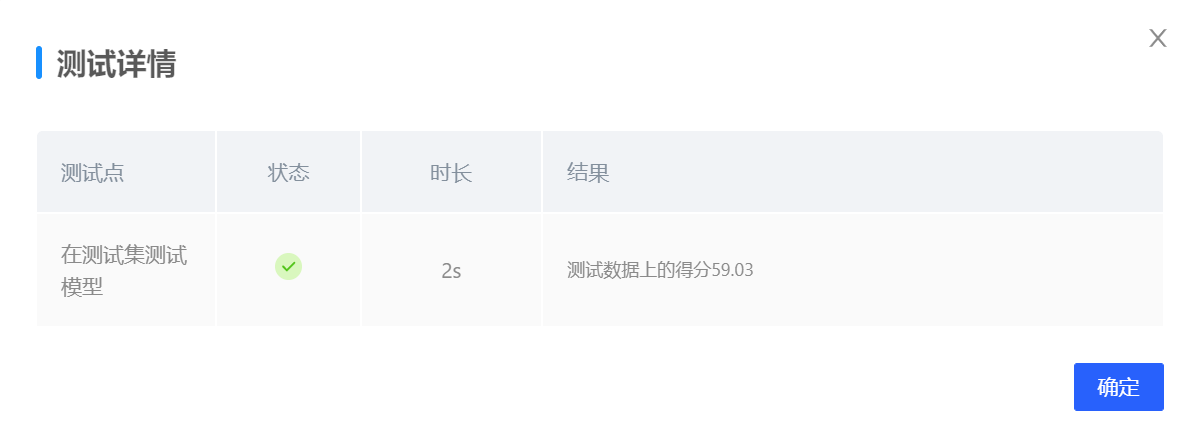 测试详情
测试点
状态
时长
结果
在测试集测试
模型
2s
测试数据上的得分59.03
确定